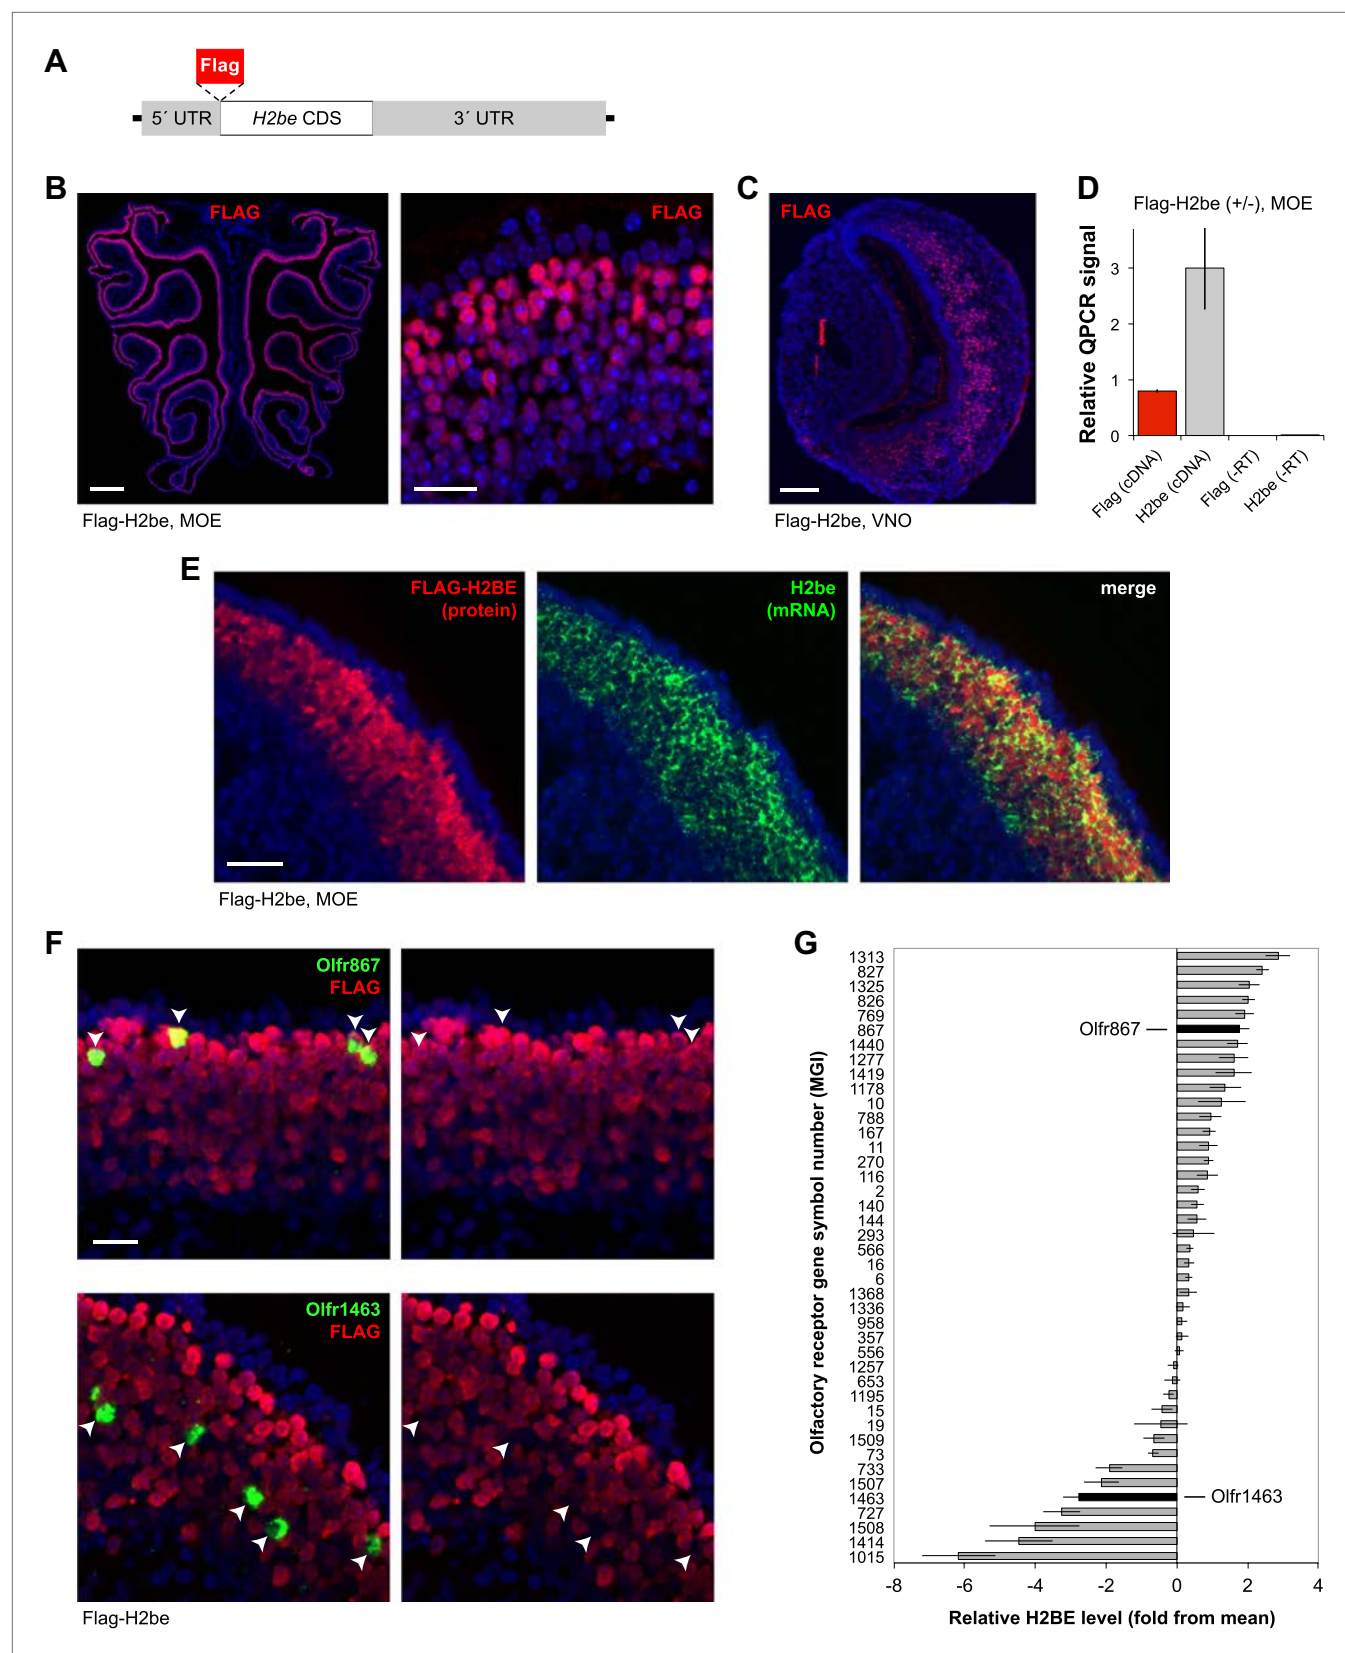 A
Flag
5´ UTR
H2be CDS
3´ UTR
B
FLAG
FLAG
Flag-H2be, MOE
C
FLAG
Flag-H2be, VNO
D
Flag-H2be (+/-), MOE
Relative QPCR signal
3
2
1
0
Flag (cDNA)
H2be (cDNA)
Flag (-RT)
H2be (-RT)
E
FLAG-H2BE
(protein)
H2be
(mRNA)
merge
Flag-H2be, MOE
F
Olfr867
FLAG
Olfr1463
FLAG
Flag-H2be
G
Olfactory receptor gene symbol number (MGI)
1313
827
1325
826
769
867
1440
1277
1419
1178
10
788
167
11
270
116
2
140
144
293
566
16
6
1368
1336
958
357
556
1257
653
1195
15
19
1509
73
733
1507
1463
727
1508
1414
1015
Olfr867
Olfr1463
-8 -6 -4 -2 0 2 4
Relative H2BE level (fold from mean)